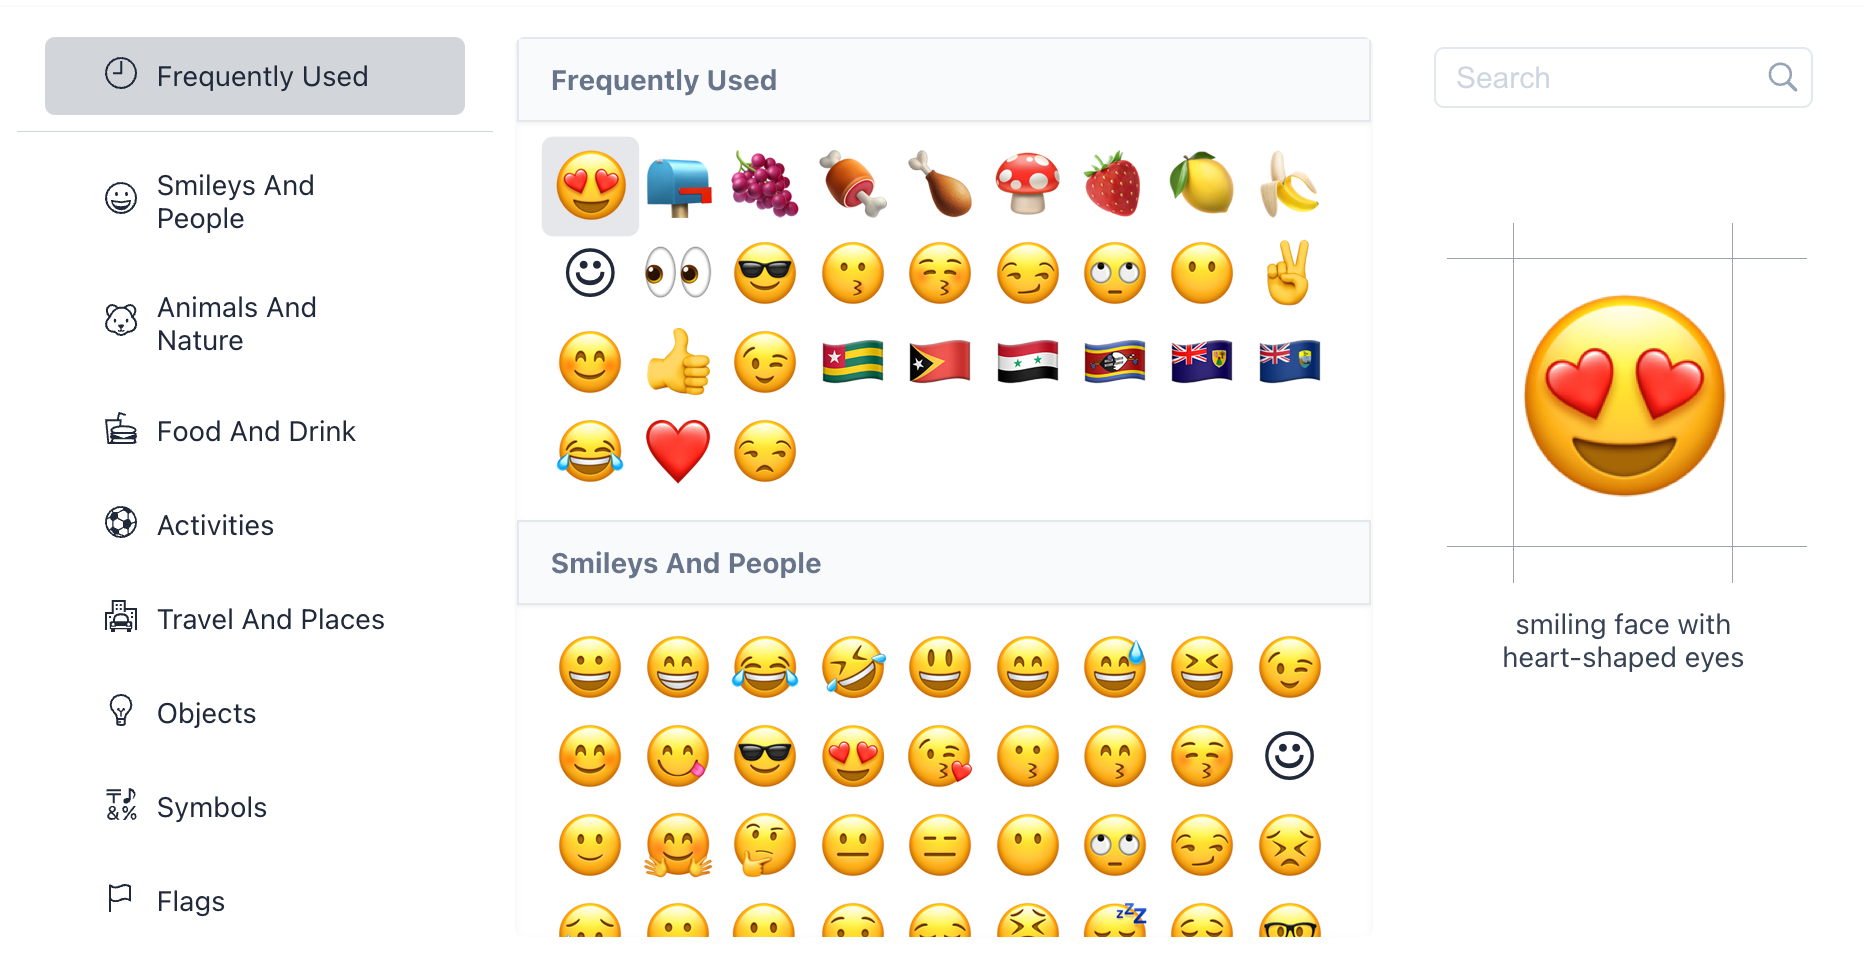 Frequently Used
Smileys And
People
Animals And
Nature
Food And Drink
Activities
Travel And Places
Objects
Symbols
Flags
Frequently Used
Smileys And People
Search
smiling face with
heart-shaped eyes